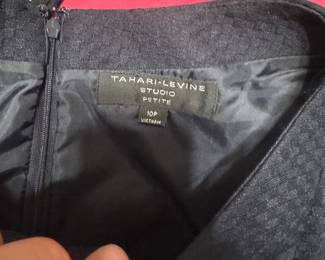 TAHARI-LEVINE
STUDIO
PETITE
10P
VIETNAM